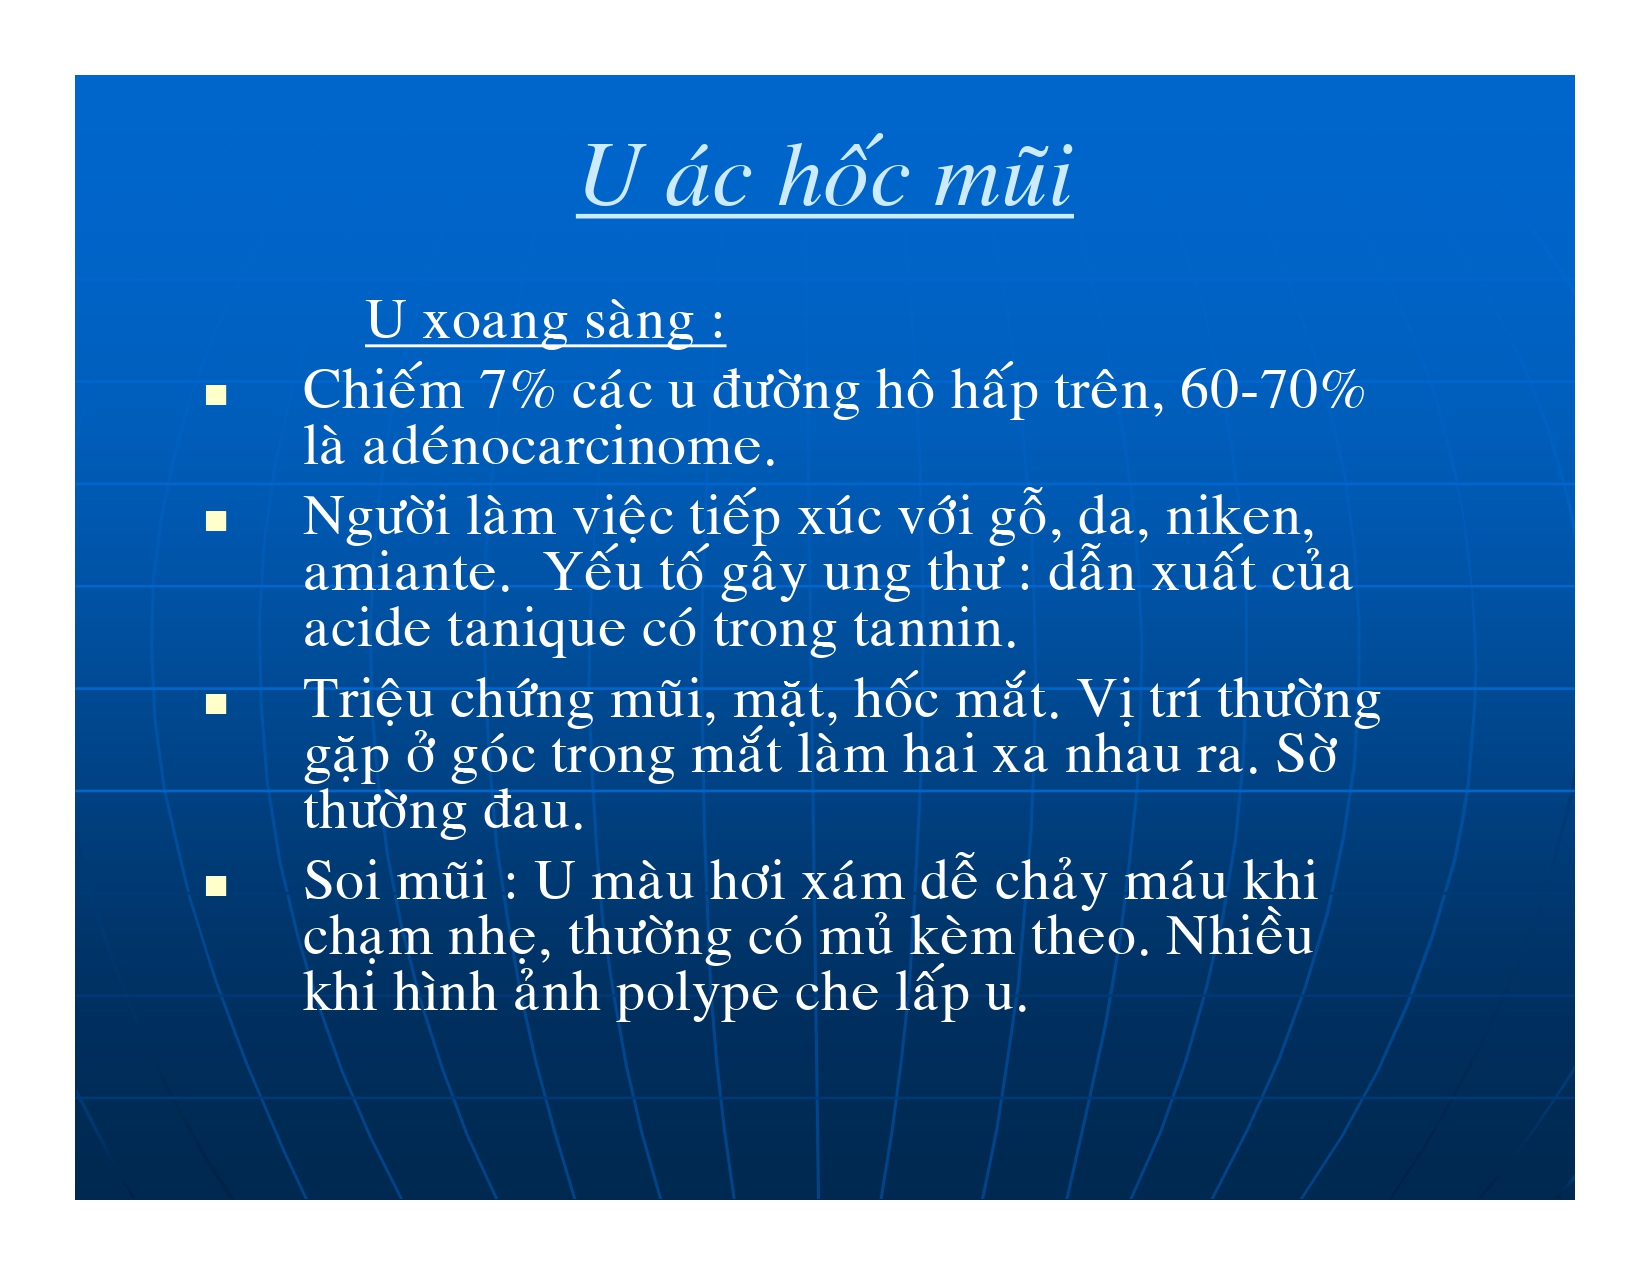 U ác hốc mũi
U xoang sàng :
Chiếm 7% các u đường hô hấp trên, 60-70%
là adénocarcinome.
Người làm việc tiếp xúc với gỗ, da, niken,
amiante.  Yếu tố gây ung thư : dẫn xuất của
acide tanique có trong tannin.
Triệu chứng mũi, mặt, hốc mắt. Vị trí thường
gặp ở góc trong mắt làm hai xa nhau ra. Sờ
thường đau.
Soi mũi : U màu hơi xám dễ chảy máu khi
chạm nhẹ, thường có mủ kèm theo. Nhiều
khi hình ảnh polype che lấp u.